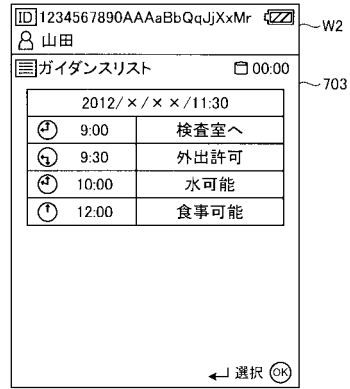 ID 1234567890AAAaBbQqJjXxMr
W2
山田
ガイダンスリスト 00:00
703
2012/××/××/11:30
9:00 検査室へ
9:30 外出許可
10:00 水可能
12:00 食事可能
選択 OK